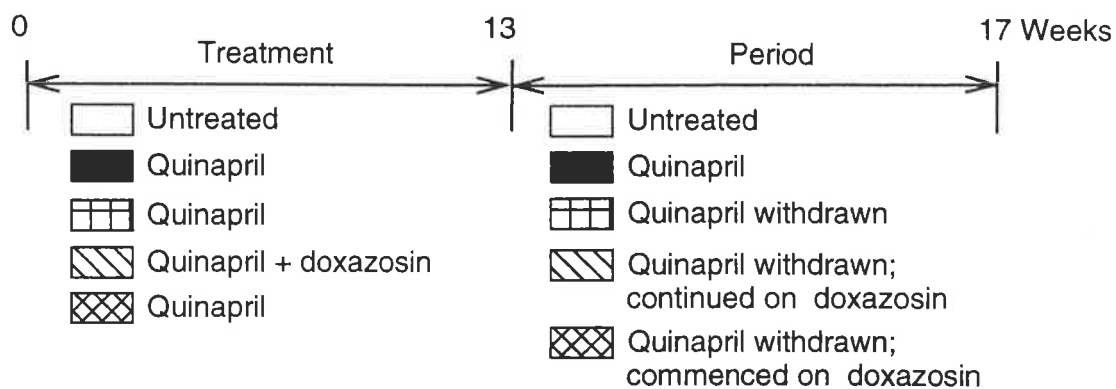 0 13 17 Weeks
Treatment Period
Untreated
Quinapril
Quinapril
Quinapril + doxazosin
Quinapril
Untreated
Quinapril
Quinapril withdrawn
Quinapril withdrawn;
continued on doxazosin
Quinapril withdrawn;
commenced on doxazosin